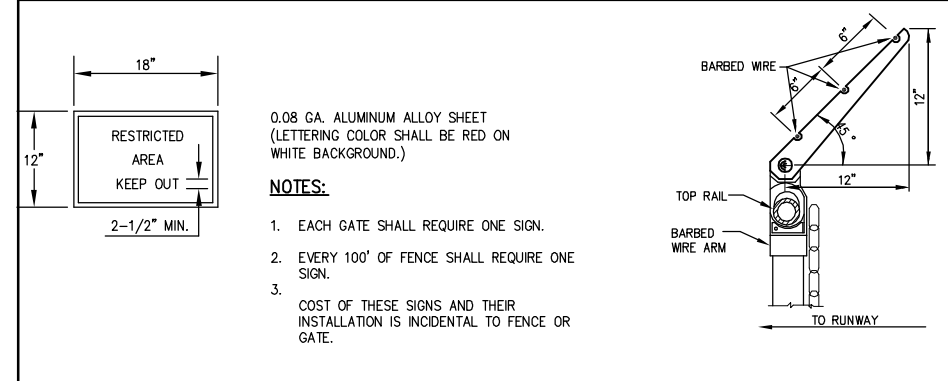 18"
12"
RESTRICTED
AREA
KEEP OUT
2-1/2" MIN.
0.08 GA. ALUMINUM ALLOY SHEET
(LETTERING COLOR SHALL BE RED ON
WHITE BACKGROUND.)
NOTES:
1. EACH GATE SHALL REQUIRE ONE SIGN.
2. EVERY 100' OF FENCE SHALL REQUIRE ONE
SIGN.
3.
COST OF THESE SIGNS AND THEIR
INSTALLATION IS INCIDENTAL TO FENCE OR
GATE.
BARBED WIRE
6"
6"
12"
45°
12"
TOP RAIL
BARBED
WIRE ARM
TO RUNWAY